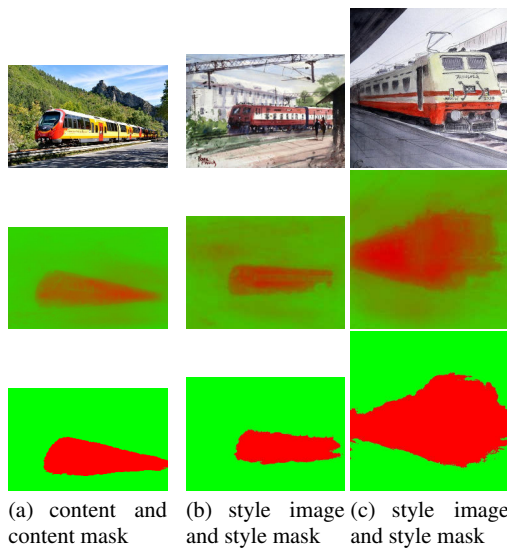 (a) content and
content mask
(b) style image
and style mask
(c) style image
and style mask